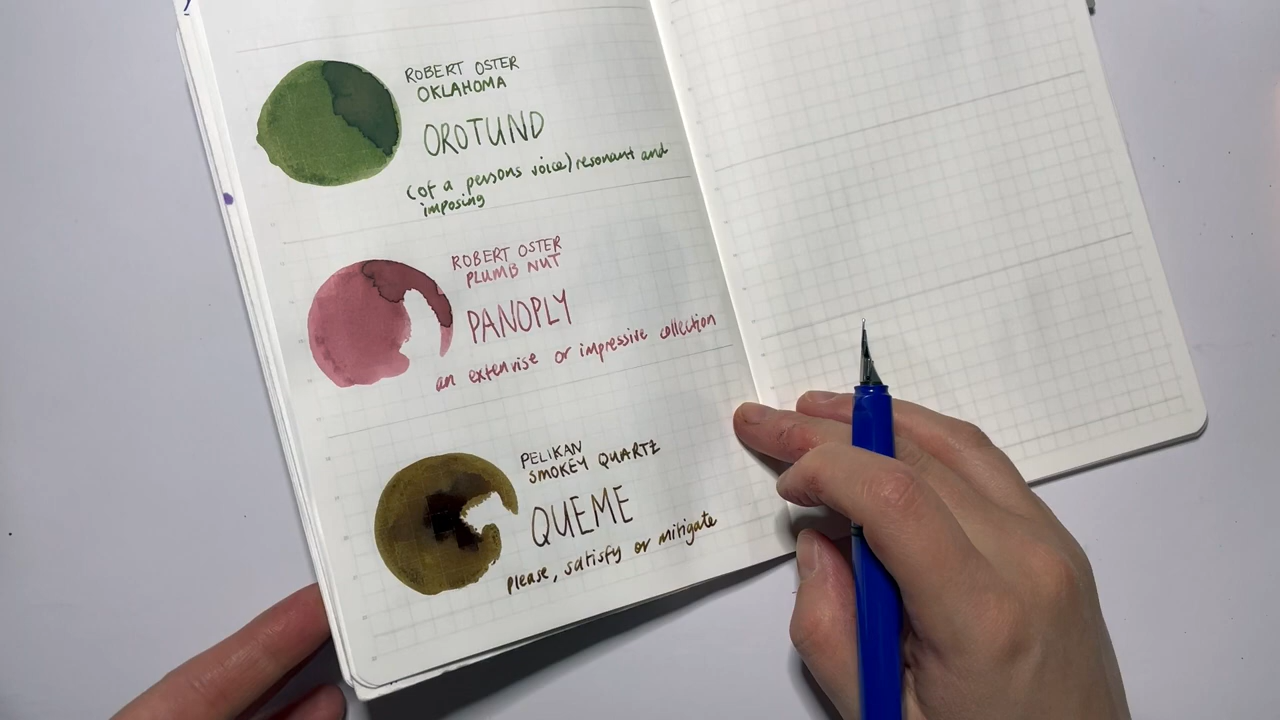 ROBERT OSTER
OKLAHOMA
OROTUND
(of a persons voice) resonant and
imposing
ROBERT OSTER
PLUMB NUT
PANOPLY
an extenvise or impressive collection
PELIKAN
SMOKEY QUARTZ
QUEME
please, satisfy or mitigate